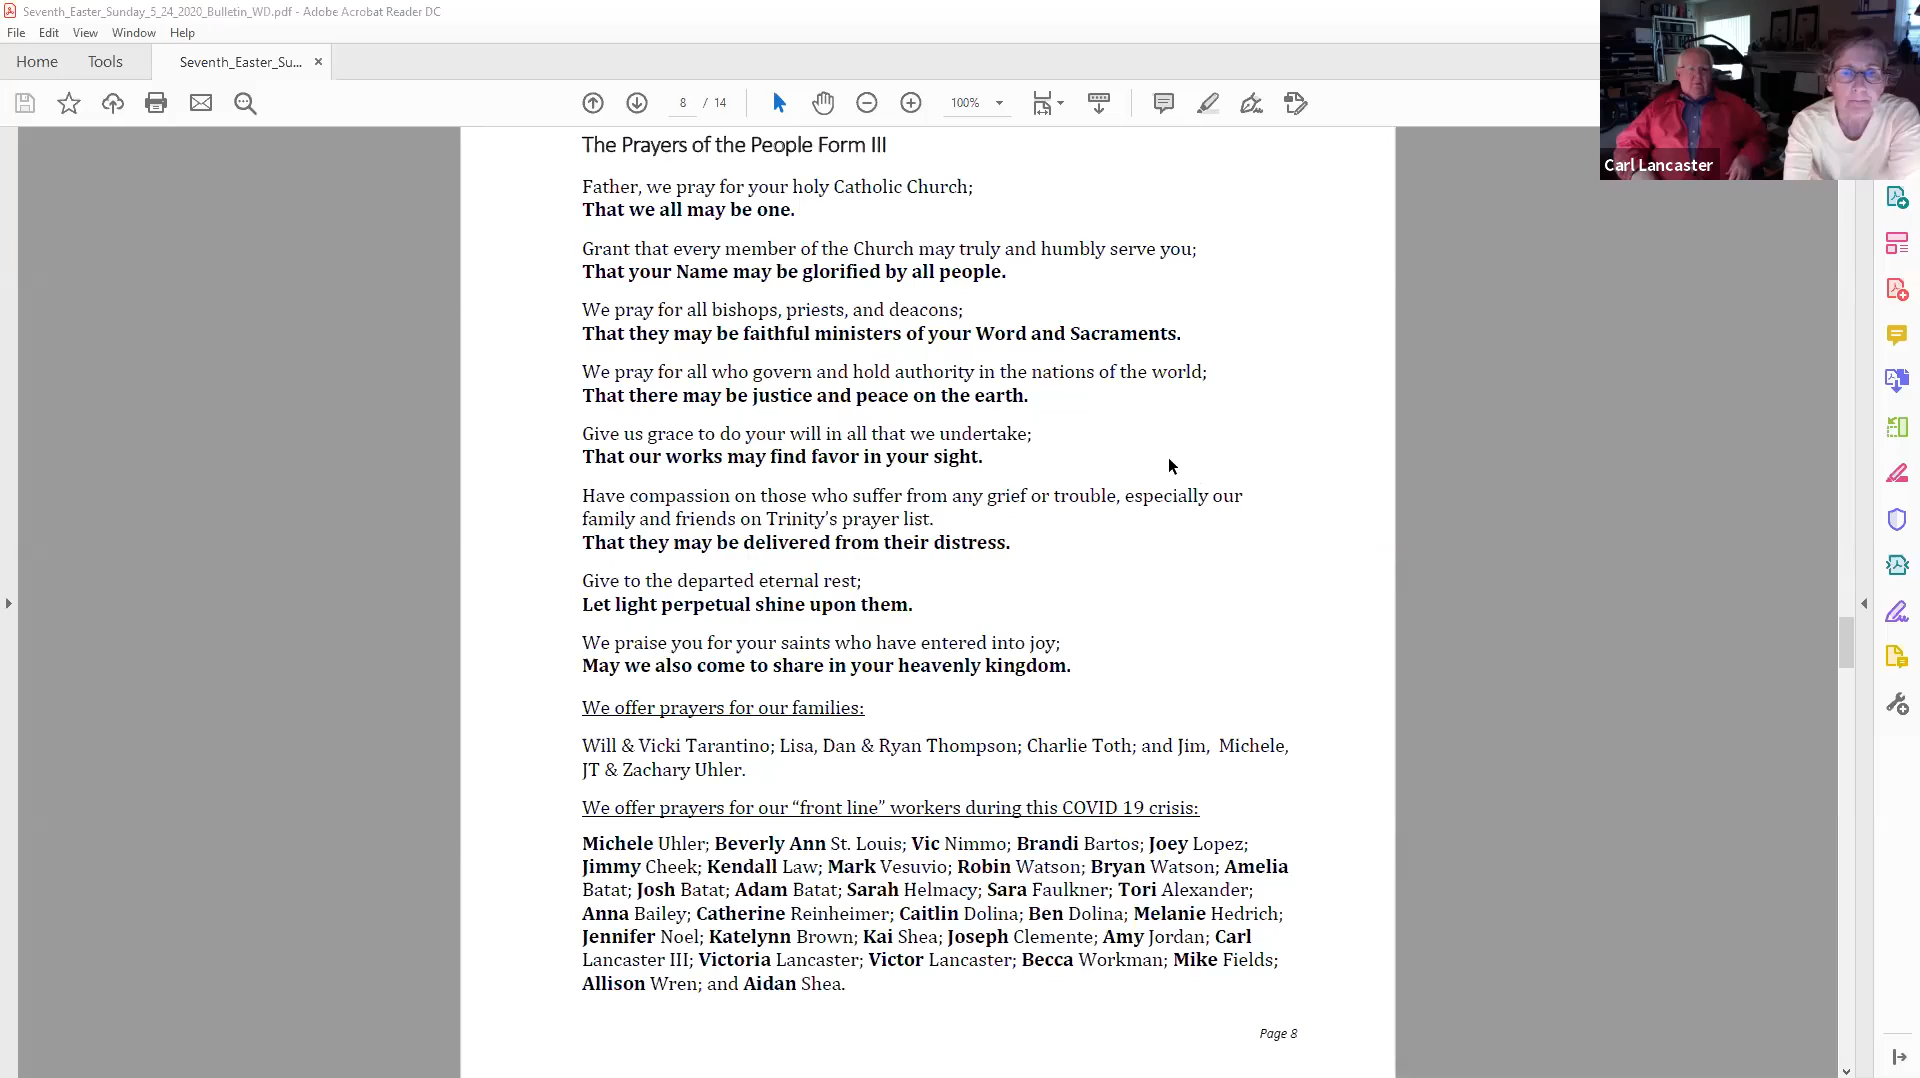 Seventh_Easter_Sunday_5_24_2020_Bulletin_WD.pdf - Adobe Acrobat Reader DC
File Edit View Window Help
Home Tools Seventh_Easter_Su... ×
8 / 14 100%
Carl Lancaster
The Prayers of the People Form III
Father, we pray for your holy Catholic Church;
That we all may be one.
Grant that every member of the Church may truly and humbly serve you;
That your Name may be glorified by all people.
We pray for all bishops, priests, and deacons;
That they may be faithful ministers of your Word and Sacraments.
We pray for all who govern and hold authority in the nations of the world;
That there may be justice and peace on the earth.
Give us grace to do your will in all that we undertake;
That our works may find favor in your sight.
Have compassion on those who suffer from any grief or trouble, especially our
family and friends on Trinity’s prayer list.
That they may be delivered from their distress.
Give to the departed eternal rest;
Let light perpetual shine upon them.
We praise you for your saints who have entered into joy;
May we also come to share in your heavenly kingdom.
We offer prayers for our families:
Will & Vicki Tarantino; Lisa, Dan & Ryan Thompson; Charlie Toth; and Jim, Michele,
JT & Zachary Uhler.
We offer prayers for our “front line” workers during this COVID 19 crisis:
Michele Uhler; Beverly Ann St. Louis; Vic Nimmo; Brandi Bartos; Joey Lopez;
Jimmy Cheek; Kendall Law; Mark Vesuvio; Robin Watson; Bryan Watson; Amelia
Batat; Josh Batat; Adam Batat; Sarah Helmacy; Sara Faulkner; Tori Alexander;
Anna Bailey; Catherine Reinheimer; Caitlin Dolina; Ben Dolina; Melanie Hedrich;
Jennifer Noel; Katelynn Brown; Kai Shea; Joseph Clemente; Amy Jordan; Carl
Lancaster III; Victoria Lancaster; Victor Lancaster; Becca Workman; Mike Fields;
Allison Wren; and Aidan Shea.
Page 8